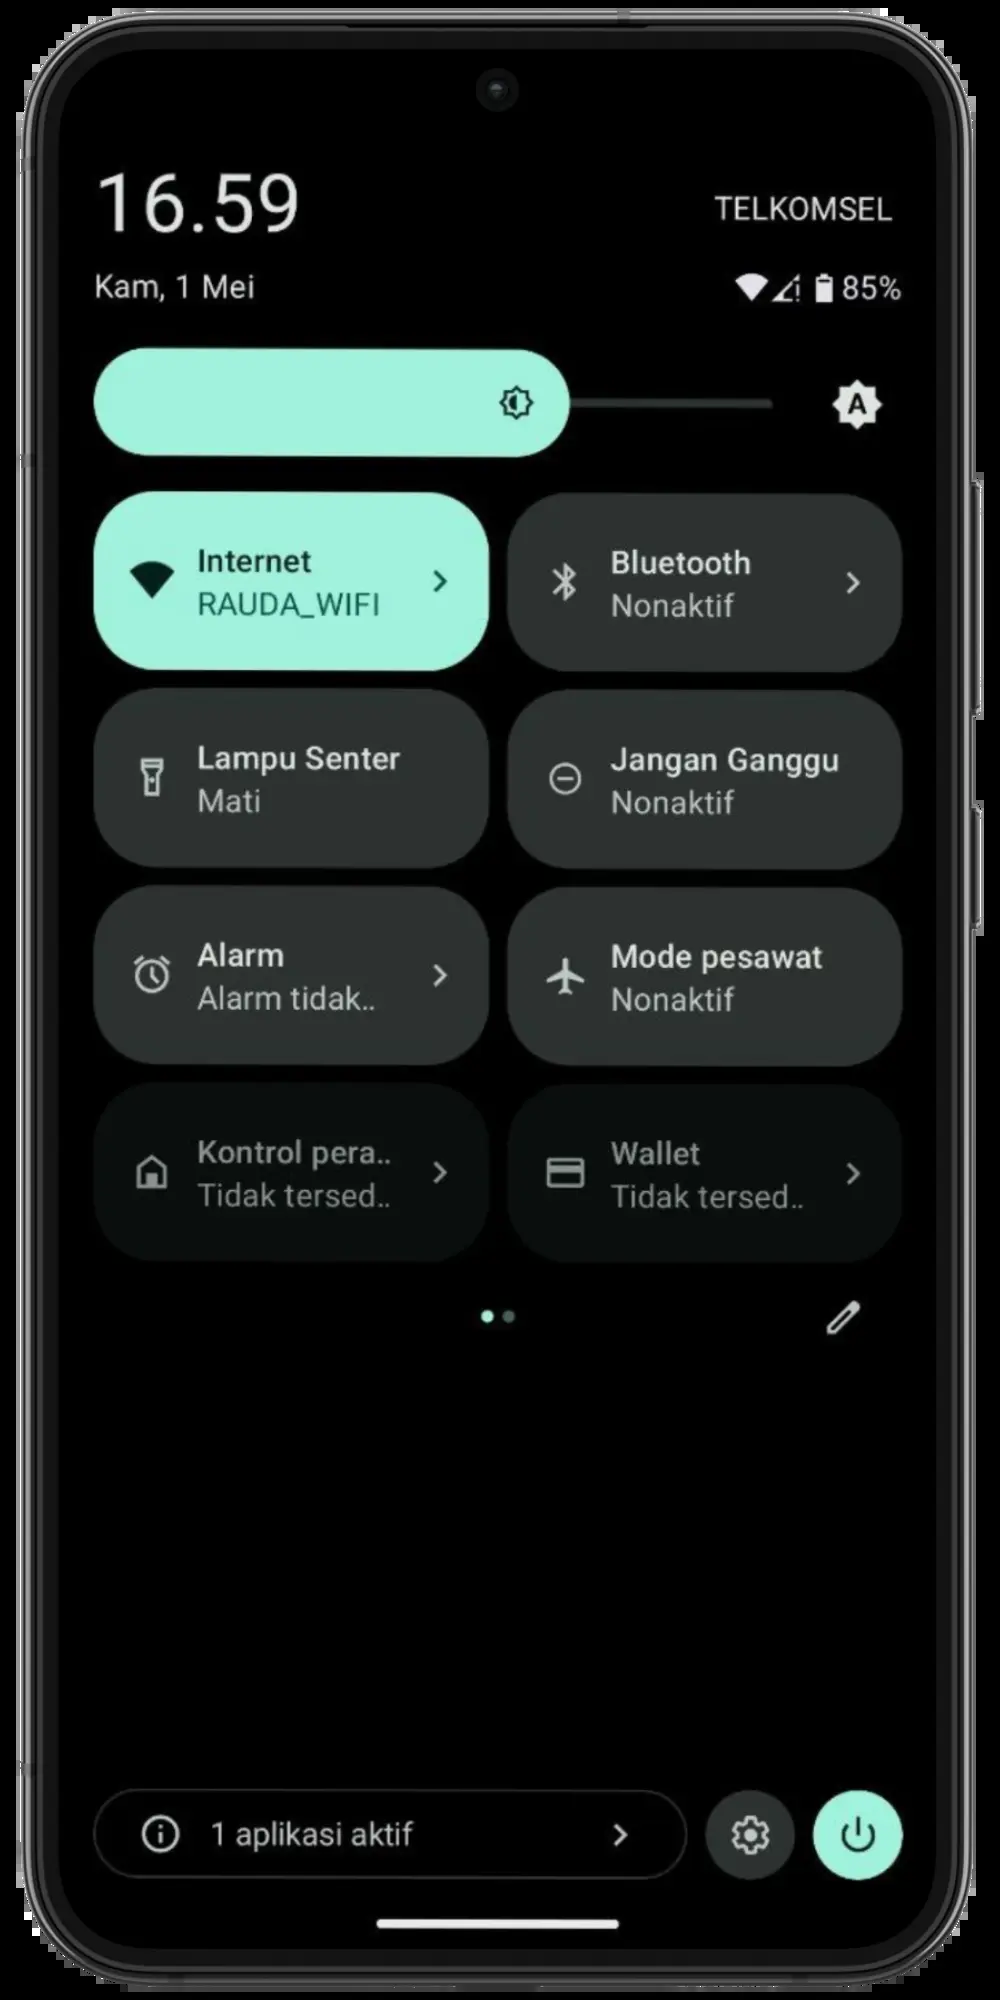 16.59
TELKOMSEL
Kam, 1 Mei
85%
A
Internet
RAUDA_WIFI
Bluetooth
Nonaktif
Lampu Senter
Mati
Jangan Ganggu
Nonaktif
Alarm
Alarm tidak..
Mode pesawat
Nonaktif
Kontrol pera..
Tidak tersed..
Wallet
Tidak tersed..
1 aplikasi aktif